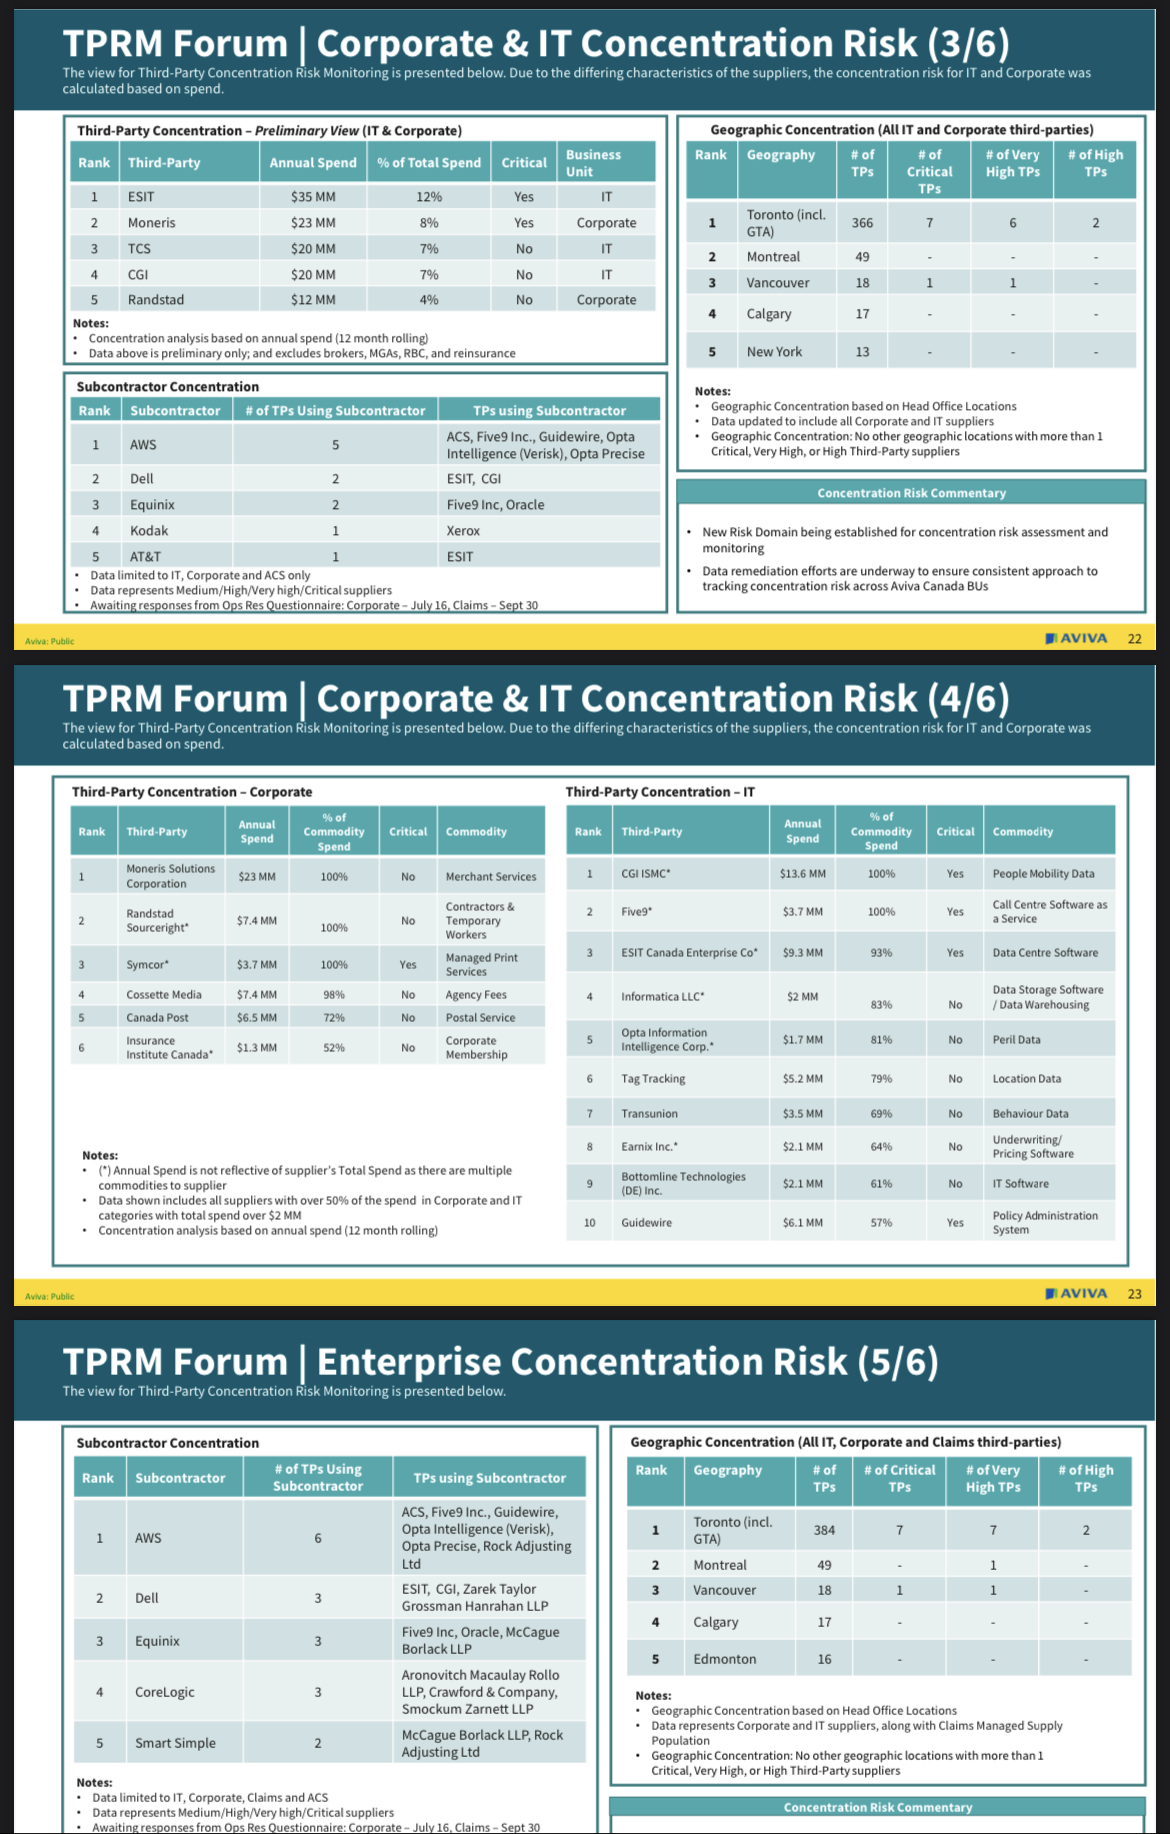 TPRM Forum | Corporate & IT Concentration Risk (3/6)
The view for Third-Party Concentration Risk Monitoring is presented below. Due to the differing characteristics of the suppliers, the concentration risk for IT and Corporate was
calculated based on spend.
Third-Party Concentration – Preliminary View (IT & Corporate)
Rank Third-Party Annual Spend % of Total Spend Critical Business Unit
1 ESIT $35 MM 12% Yes IT
2 Moneris $23 MM 8% Yes Corporate
3 TCS $20 MM 7% No IT
4 CGI $20 MM 7% No IT
5 Randstad $12 MM 4% No Corporate
Notes:
• Concentration analysis based on annual spend (12 month rolling)
• Data above is preliminary only; and excludes brokers, MGAs, RBC, and reinsurance
Subcontractor Concentration
Rank Subcontractor # of TPs Using Subcontractor TPs using Subcontractor
1 AWS 5 ACS, Five9 Inc., Guidewire, Opta
Intelligence (Verisk), Opta Precise
2 Dell 2 ESIT, CGI
3 Equinix 2 Five9 Inc, Oracle
4 Kodak 1 Xerox
5 AT&T 1 ESIT
• Data limited to IT, Corporate and ACS only
• Data represents Medium/High/Very high/Critical suppliers
• Awaiting responses from Ops Res Questionnaire: Corporate – July 16, Claims – Sept 30
Geographic Concentration (All IT and Corporate third-parties)
Rank Geography # of TPs # of Critical TPs # of Very High TPs # of High TPs
1 Toronto (incl. GTA) 366 7 6 2
2 Montreal 49 - - -
3 Vancouver 18 1 1 -
4 Calgary 17 - - -
5 New York 13 - - -
Notes:
• Geographic Concentration based on Head Office Locations
• Data updated to include all Corporate and IT suppliers
• Geographic Concentration: No other geographic locations with more than 1
Critical, Very High, or High Third-Party suppliers
Concentration Risk Commentary
• New Risk Domain being established for concentration risk assessment and
monitoring
• Data remediation efforts are underway to ensure consistent approach to
tracking concentration risk across Aviva Canada BUs
Aviva: Public
AVIVA 22
TPRM Forum | Corporate & IT Concentration Risk (4/6)
The view for Third-Party Concentration Risk Monitoring is presented below. Due to the differing characteristics of the suppliers, the concentration risk for IT and Corporate was
calculated based on spend.
Third-Party Concentration – Corporate
Rank Third-Party Annual Spend % of Commodity Spend Critical Commodity
1 Moneris Solutions Corporation $23 MM 100% No Merchant Services
2 Randstad Sourceright* $7.4 MM 100% No Contractors & Temporary Workers
3 Symcor* $3.7 MM 100% Yes Managed Print Services
4 Cossette Media $7.4 MM 98% No Agency Fees
5 Canada Post $6.5 MM 72% No Postal Service
6 Insurance Institute Canada* $1.3 MM 52% No Corporate Membership
Notes:
• (*) Annual Spend is not reflective of supplier's Total Spend as there are multiple
commodities to supplier
• Data shown includes all suppliers with over 50% of the spend in Corporate and IT
categories with total spend over $2 MM
• Concentration analysis based on annual spend (12 month rolling)
Third-Party Concentration – IT
Rank Third-Party Annual Spend % of Commodity Spend Critical Commodity
1 CGI ISMC* $13.6 MM 100% Yes People Mobility Data
2 Five9* $3.7 MM 100% Yes Call Centre Software as a Service
3 ESIT Canada Enterprise Co* $9.3 MM 93% Yes Data Centre Software
4 Informatica LLC* $2 MM 83% No Data Storage Software / Data Warehousing
5 Opta Information Intelligence Corp.* $1.7 MM 81% No Peril Data
6 Tag Tracking $5.2 MM 79% No Location Data
7 Transunion $3.5 MM 69% No Behaviour Data
8 Earnix Inc.* $2.1 MM 64% No Underwriting/ Pricing Software
9 Bottomline Technologies (DE) Inc. $2.1 MM 61% No IT Software
10 Guidewire $6.1 MM 57% Yes Policy Administration System
Aviva: Public
AVIVA 23
TPRM Forum | Enterprise Concentration Risk (5/6)
The view for Third-Party Concentration Risk Monitoring is presented below.
Subcontractor Concentration
Rank Subcontractor # of TPs Using Subcontractor TPs using Subcontractor
1 AWS 6 ACS, Five9 Inc., Guidewire,
Opta Intelligence (Verisk),
Opta Precise, Rock Adjusting
Ltd
2 Dell 3 ESIT, CGI, Zarek Taylor
Grossman Hanrahan LLP
3 Equinix 3 Five9 Inc, Oracle, McCague
Borlack LLP
4 CoreLogic 3 Aronovitch Macaulay Rollo
LLP, Crawford & Company,
Smockum Zarnett LLP
5 Smart Simple 2 McCague Borlack LLP, Rock
Adjusting Ltd
Notes:
• Data limited to IT, Corporate, Claims and ACS
• Data represents Medium/High/Very high/Critical suppliers
• Awaiting responses from Ops Res Questionnaire: Corporate – July 16, Claims – Sept 30
Geographic Concentration (All IT, Corporate and Claims third-parties)
Rank Geography # of TPs # of Critical TPs # of Very High TPs # of High TPs
1 Toronto (incl. GTA) 384 7 7 2
2 Montreal 49 - 1 -
3 Vancouver 18 1 1 -
4 Calgary 17 - - -
5 Edmonton 16 - - -
Notes:
• Geographic Concentration based on Head Office Locations
• Data represents Corporate and IT suppliers, along with Claims Managed Supply
Population
• Geographic Concentration: No other geographic locations with more than 1
Critical, Very High, or High Third-Party suppliers
Concentration Risk Commentary